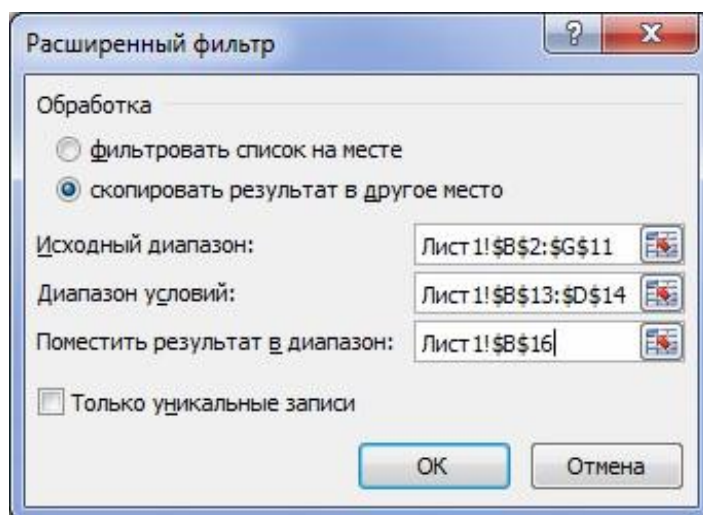 Расширенный фильтр
Обработка
фильтровать список на месте
скопировать результат в другое место
Исходный диапазон: Лист1!$B$2:$G$11
Диапазон условий: Лист1!$B$13:$D$14
Поместить результат в диапазон: Лист1!$B$16
Только уникальные записи
ОК Отмена